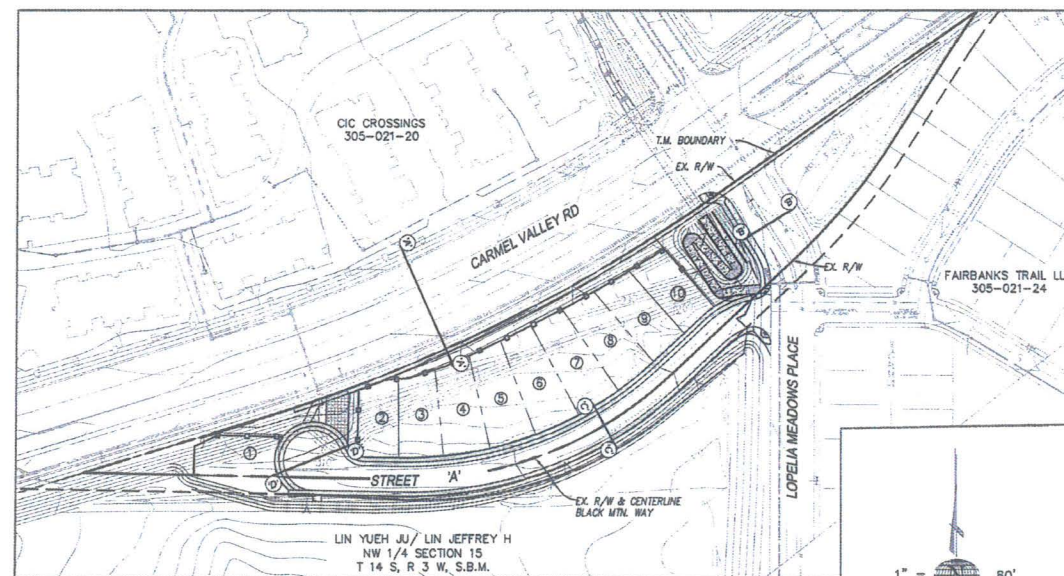 CIC CROSSINGS
305-021-20
T.M. BOUNDARY
EX. R/W
CARMEL VALLEY RD
'B'
'B'
EX. R/W
FAIRBANKS TRAIL LL
305-021-24
'A'
'A'
10
9
8
7
6
5
4
3
2
1
'C'
'C'
'D'
'D'
STREET 'A'
LOPELIA MEADOWS PLACE
EX. R/W & CENTERLINE
BLACK MTN. WAY
LIN YUEH JU/ LIN JEFFREY H
NW 1/4 SECTION 15
T 14 S, R 3 W, S.B.M.
1" = 80'